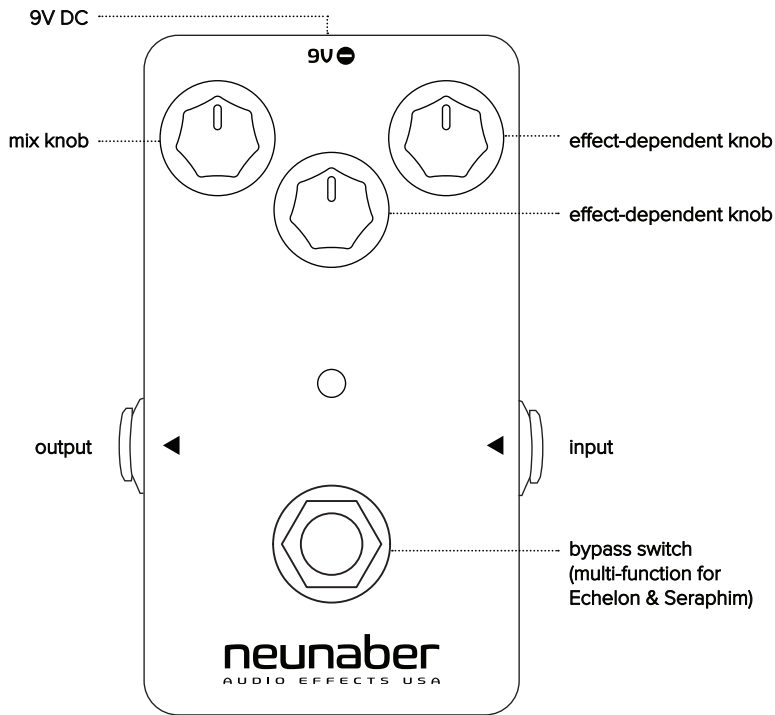 9V DC
9V
mix knob
effect-dependent knob
effect-dependent knob
output
input
bypass switch
(multi-function for
Echelon & Seraphim)
neunaber
AUDIO EFFECTS USA